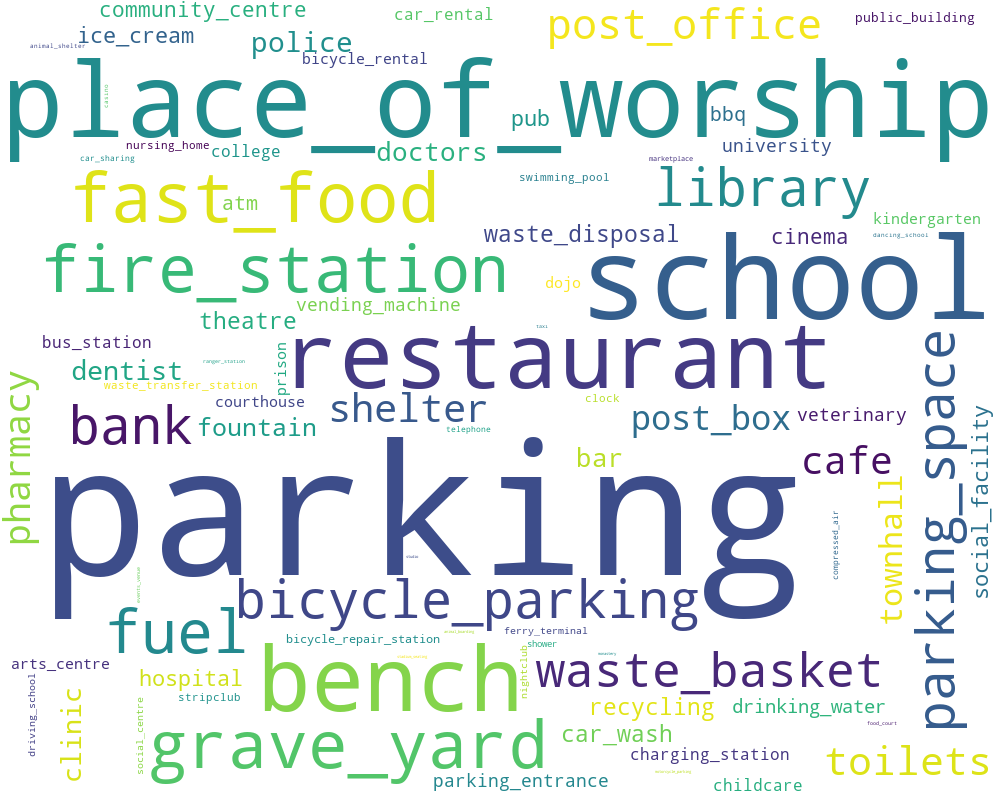 community_centre
car_rental
post_office
public_building
ice_cream
police
animal_shelter
bicycle_rental
place_of_worship
casino
pub
bbq
nursing_home
college
doctors
university
car_sharing
marketplace
fast_food
atm
swimming_pool
library
kindergarten
waste_disposal
cinema
dancing_school
fire_station
school
dojo
vending_machine
theatre
taxi
restaurant
bus_station
ranger_station
dentist
prison
waste_transfer_station
parking_space
pharmacy
courthouse
shelter
clock
post_box
veterinary
bank
fountain
telephone
social_facility
bar
cafe
parking
townhall
compressed_air
studio
events_venue
bicycle_parking
fuel
bicycle_repair_station
ferry_terminal
shower
bench
arts_centre
hospital
stripclub
nightclub
waste_basket
driving_school
clinic
social_centre
recycling
drinking_water
food_court
grave_yard
car_wash
charging_station
toilets
parking_entrance
childcare